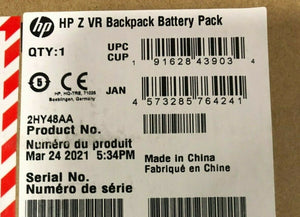 hp HP Z VR Backpack Battery Pack
QTY:1
UPC
CUP
1 91628 43903 4
HP, HQ-TRE, 71025
Boeblingen, Germany
JAN
4 573285 764241
2HY48AA
Product No.
Numéro du produit
Mar 24 2021 5:34PM
Made in China
Fabriqué en Chine
Serial No.
Numéro de série